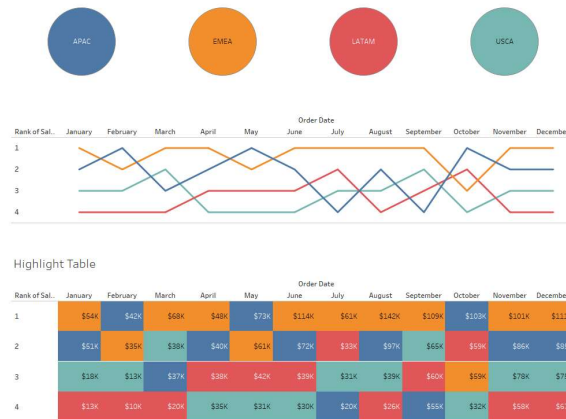 APAC EMEA LATAM USCA
Order Date
Rank of Sal.. January February March April May June July August September October November Decembe
1
2
3
4
Highlight Table
Order Date
Rank of Sal.. January February March April May June July August September October November Decembe
1 $54K $42K $68K $48K $73K $114K $61K $142K $109K $103K $101K
2 $51K $35K $38K $40K $61K $72K $33K $97K $65K $59K $86K
3 $18K $13K $37K $38K $42K $39K $31K $39K $60K $59K $78K
4 $13K $10K $20K $35K $31K $30K $20K $26K $55K $32K $58K